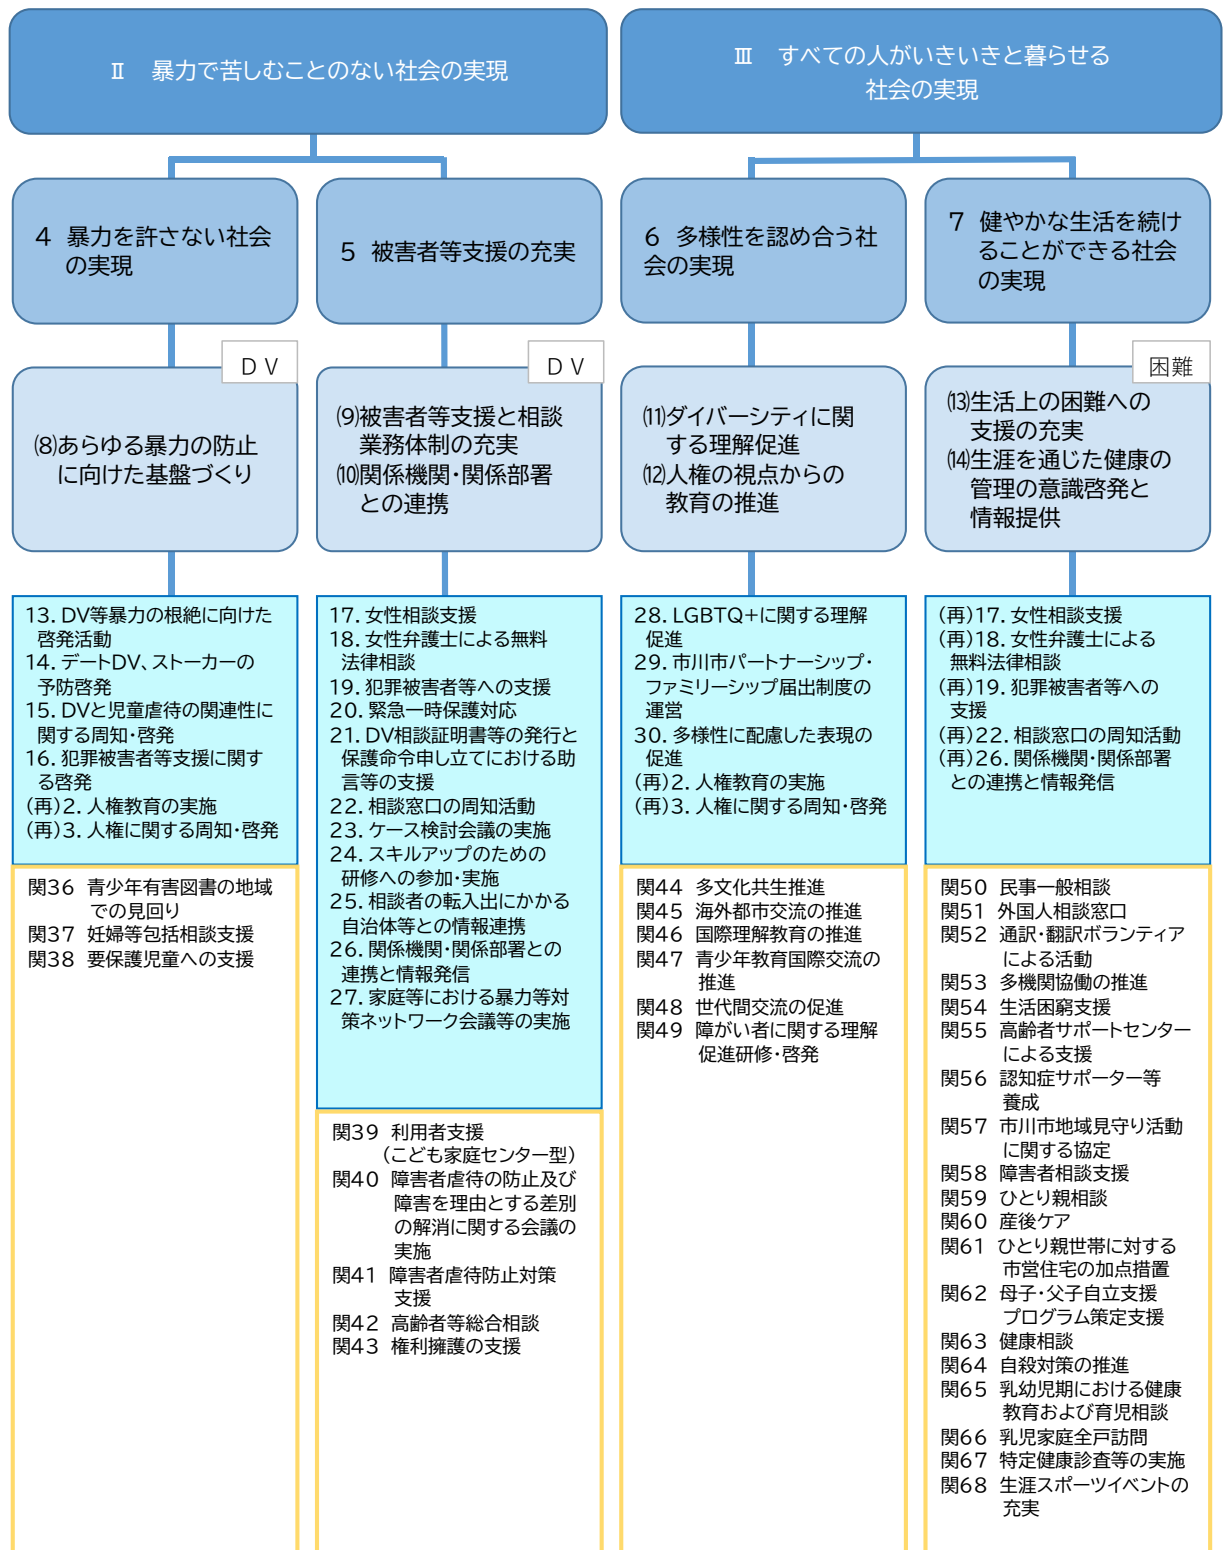 Ⅱ　暴力で苦しむことのない社会の実現
Ⅲ　すべての人がいきいきと暮らせる
社会の実現
4 暴力を許さない社会
の実現
5 被害者等支援の充実
6 多様性を認め合う社
会の実現
7 健やかな生活を続け
ることができる社会
の実現
DV
⑻あらゆる暴力の防止
に向けた基盤づくり
DV
⑼被害者等支援と相談
業務体制の充実
⑽関係機関・関係部署
との連携
⑾ダイバーシティに関
する理解促進
⑿人権の視点からの
教育の推進
困難
⒀生活上の困難への
支援の充実
⒁生涯を通じた健康の
管理の意識啓発と
情報提供
13．DV等暴力の根絶に向けた
啓発活動
14．デートDV、ストーカーの
予防啓発
15．DVと児童虐待の関連性に
関する周知・啓発
16．犯罪被害者等支援に関す
る啓発
（再）2．人権教育の実施
（再）3．人権に関する周知・啓発
関36 青少年有害図書の地域
での見回り
関37 妊婦等包括相談支援
関38 要保護児童への支援
17．女性相談支援
18．女性弁護士による無料
法律相談
19．犯罪被害者等への支援
20．緊急一時保護対応
21．DV相談証明書等の発行と
保護命令申し立てにおける助
言等の支援
22．相談窓口の周知活動
23．ケース検討会議の実施
24．スキルアップのための
研修への参加・実施
25．相談者の転入出にかかる
自治体等との情報連携
26．関係機関・関係部署との
連携と情報発信
27．家庭等における暴力等対
策ネットワーク会議等の実施
関39 利用者支援
（こども家庭センター型）
関40 障害者虐待の防止及び
障害を理由とする差別
の解消に関する会議の
実施
関41 障害者虐待防止対策
支援
関42 高齢者等総合相談
関43 権利擁護の支援
28．LGBTQ+に関する理解
促進
29．市川市パートナーシップ・
ファミリーシップ届出制度の
運営
30．多様性に配慮した表現の
促進
（再）2．人権教育の実施
（再）3．人権に関する周知・啓発
関44 多文化共生推進
関45 海外都市交流の推進
関46 国際理解教育の推進
関47 青少年教育国際交流の
推進
関48 世代間交流の促進
関49 障がい者に関する理解
促進研修・啓発
（再）17．女性相談支援
（再）18．女性弁護士による
無料法律相談
（再）19．犯罪被害者等への
支援
（再）22．相談窓口の周知活動
（再）26．関係機関・関係部署
との連携と情報発信
関50 民事一般相談
関51 外国人相談窓口
関52 通訳・翻訳ボランティア
による活動
関53 多機関協働の推進
関54 生活困窮支援
関55 高齢者サポートセンター
による支援
関56 認知症サポーター等
養成
関57 市川市地域見守り活動
に関する協定
関58 障害者相談支援
関59 ひとり親相談
関60 産後ケア
関61 ひとり親世帯に対する
市営住宅の加点措置
関62 母子・父子自立支援
プログラム策定支援
関63 健康相談
関64 自殺対策の推進
関65 乳幼児期における健康
教育および育児相談
関66 乳児家庭全戸訪問
関67 特定健康診査等の実施
関68 生涯スポーツイベントの
充実